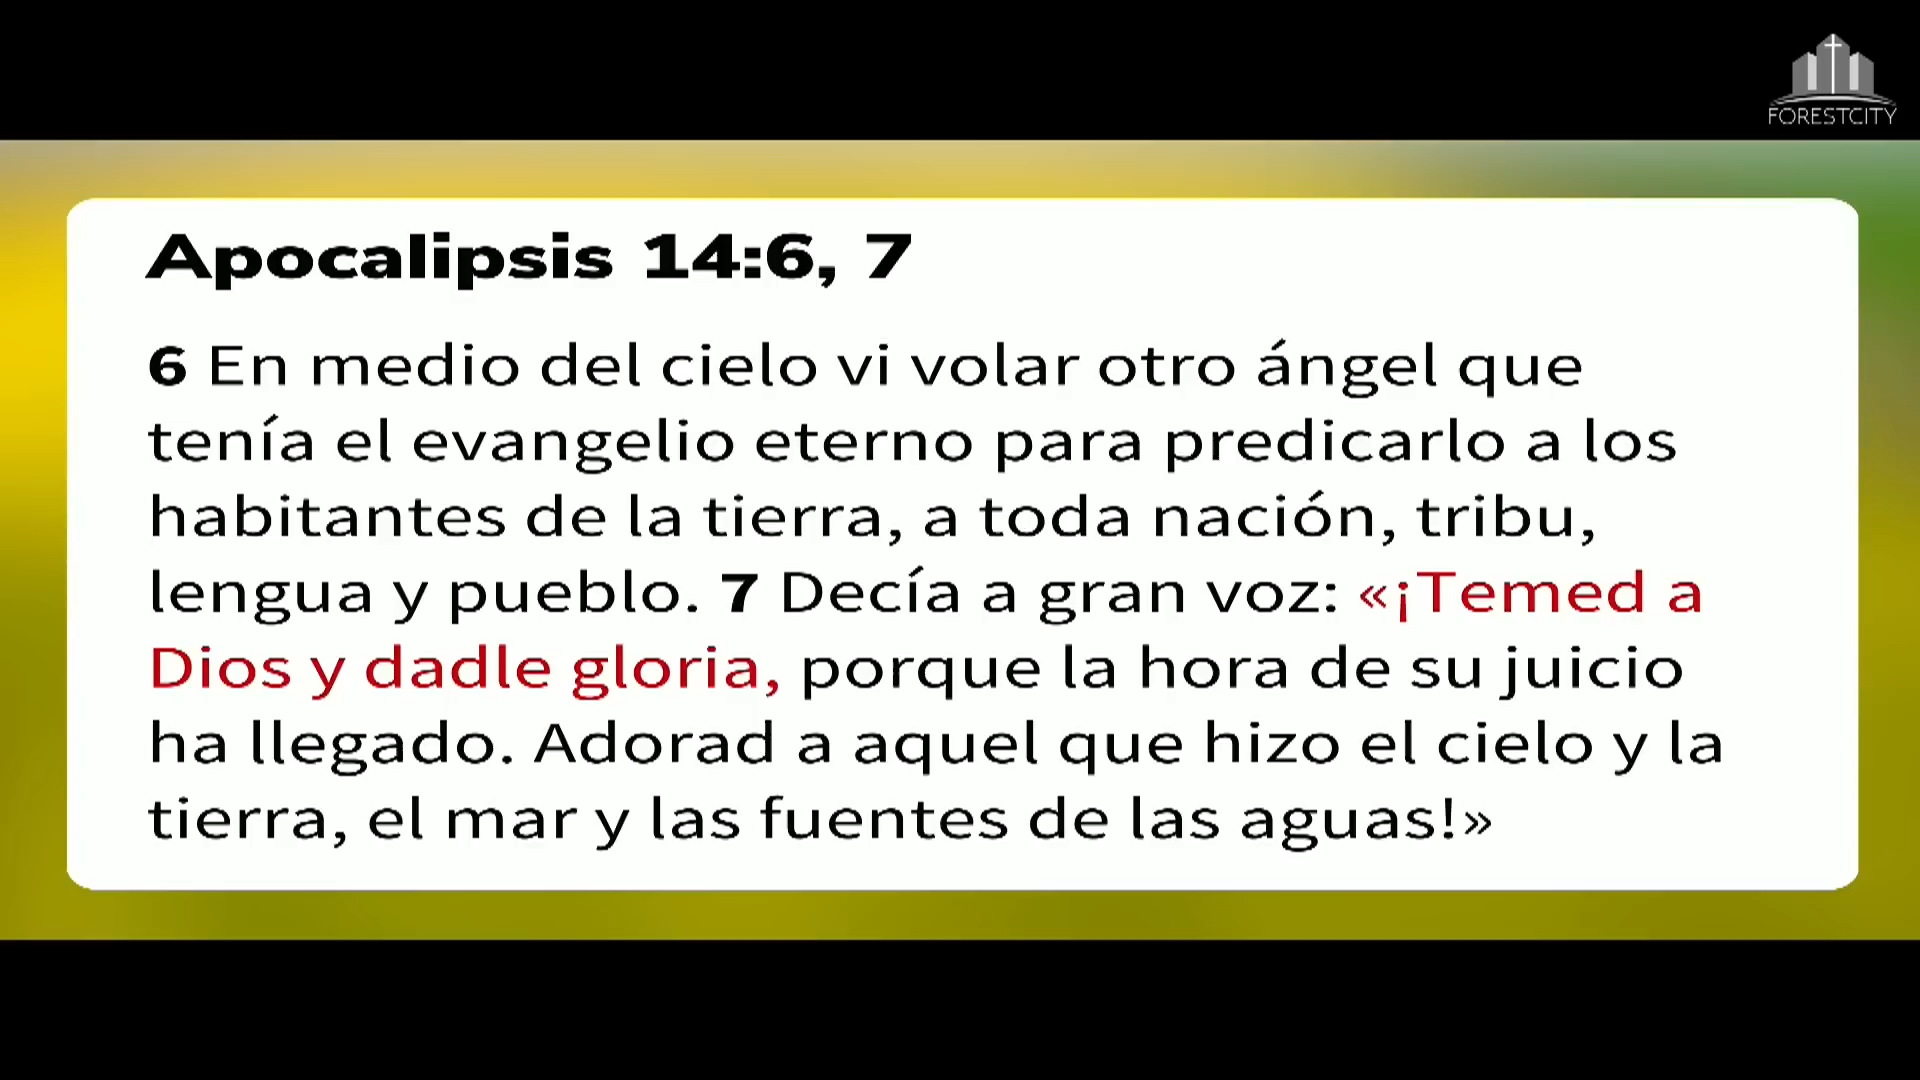 FORESTCITY
Apocalipsis 14:6, 7
6 En medio del cielo vi volar otro ángel que
tenía el evangelio eterno para predicarlo a los
habitantes de la tierra, a toda nación, tribu,
lengua y pueblo. 7 Decía a gran voz: «¡Temed a
Dios y dadle gloria, porque la hora de su juicio
ha llegado. Adorad a aquel que hizo el cielo y la
tierra, el mar y las fuentes de las aguas!»